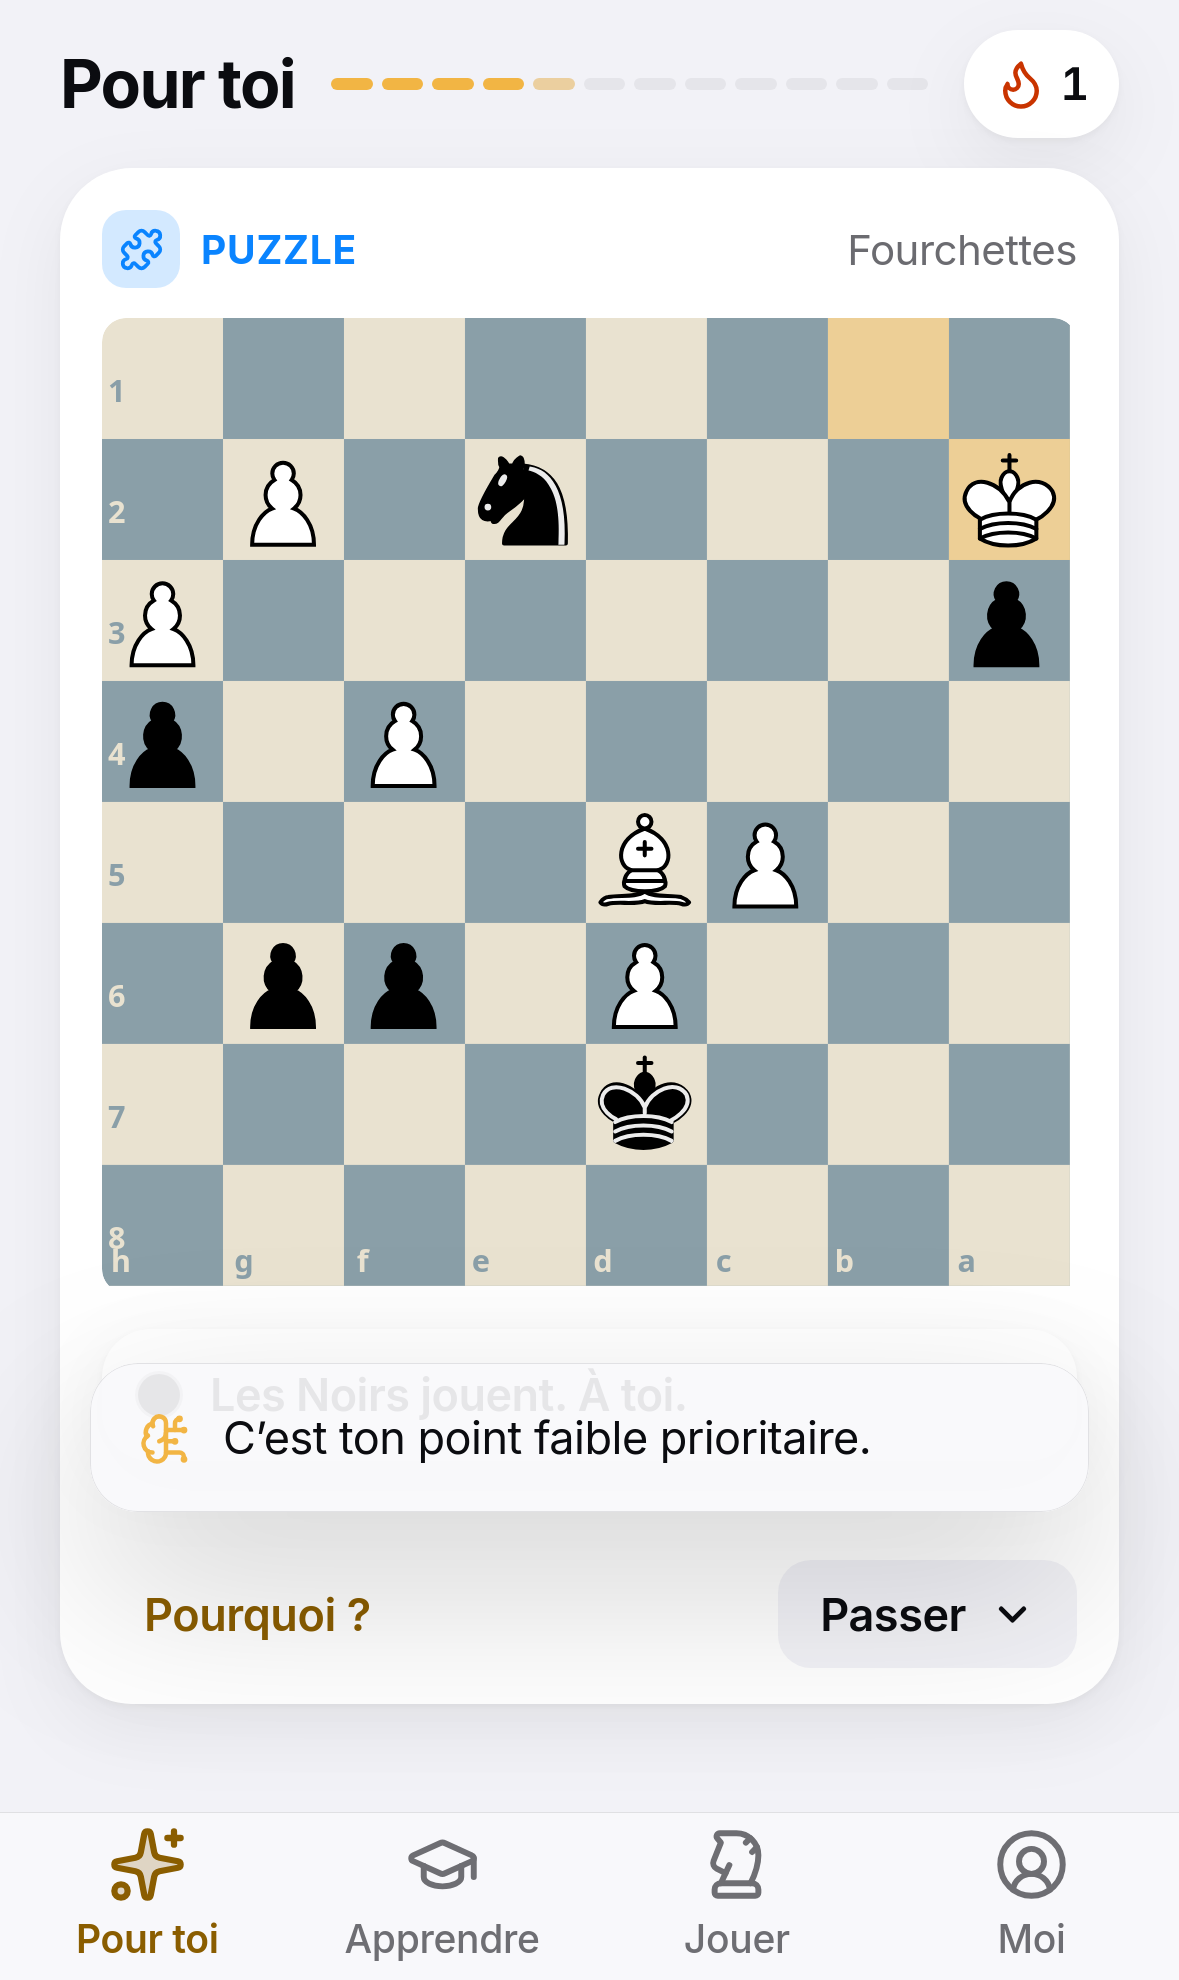 Pour toi
1
PUZZLE
Fourchettes
1
2
3
4
5
6
7
8
h g f e d c b a
Les Noirs jouent. À toi.
C’est ton point faible prioritaire.
Pourquoi ?
Passer
Pour toi
Apprendre
Jouer
Moi